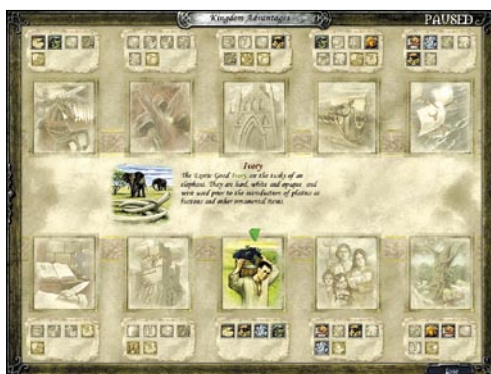 Kingdom Advantages
PAUSED
Ivory
The Exotic Good Ivory are the tusks of an
elephant. They are hard, white and opaque and
were used prior to the introduction of plastics as
buttons and other ornamental items.